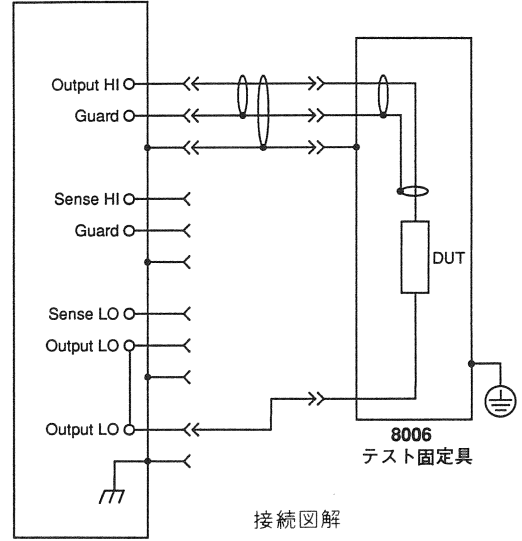 Output HI
Guard
Sense HI
Guard
Sense LO
Output LO
Output LO
DUT
8006
テスト固定具
接続図解